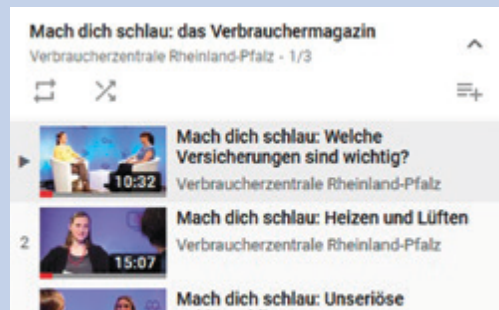 Mach dich schlau: das Verbrauchermagazin
Verbraucherzentrale Rheinland-Pfalz - 1/3
Mach dich schlau: Welche
Versicherungen sind wichtig?
10:32
Verbraucherzentrale Rheinland-Pfalz
2
Mach dich schlau: Heizen und Lüften
15:07
Verbraucherzentrale Rheinland-Pfalz
Mach dich schlau: Unseriöse